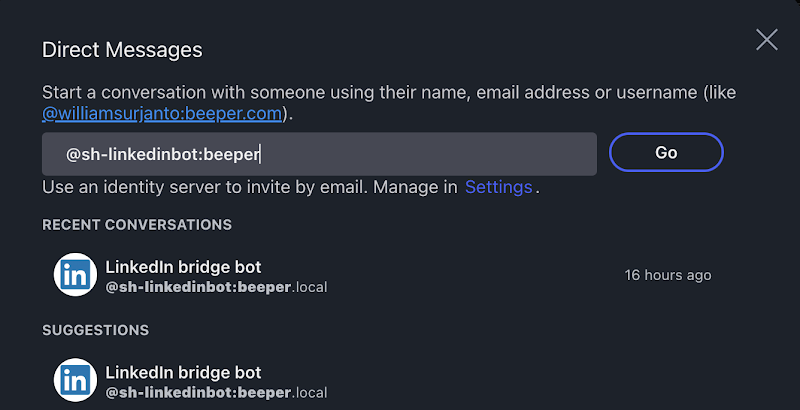 Direct Messages
Start a conversation with someone using their name, email address or username (like
@williamsurjanto:beeper.com).
@sh-linkedinbot:beeper
Go
Use an identity server to invite by email. Manage in Settings.
RECENT CONVERSATIONS
in
LinkedIn bridge bot
@sh-linkedinbot:beeper.local
16 hours ago
SUGGESTIONS
in
LinkedIn bridge bot
@sh-linkedinbot:beeper.local